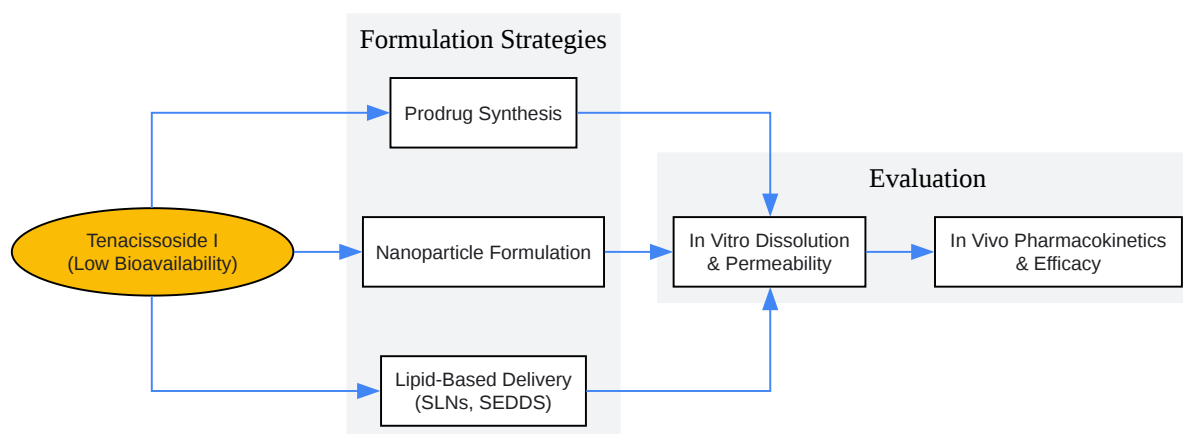 Formulation Strategies
Prodrug Synthesis
Evaluation
Tenacissoside I
(Low Bioavailability)
Nanoparticle Formulation
In Vitro Dissolution
& Permeability
In Vivo Pharmacokinetics
& Efficacy
Lipid-Based Delivery
(SLNs, SEDDS)